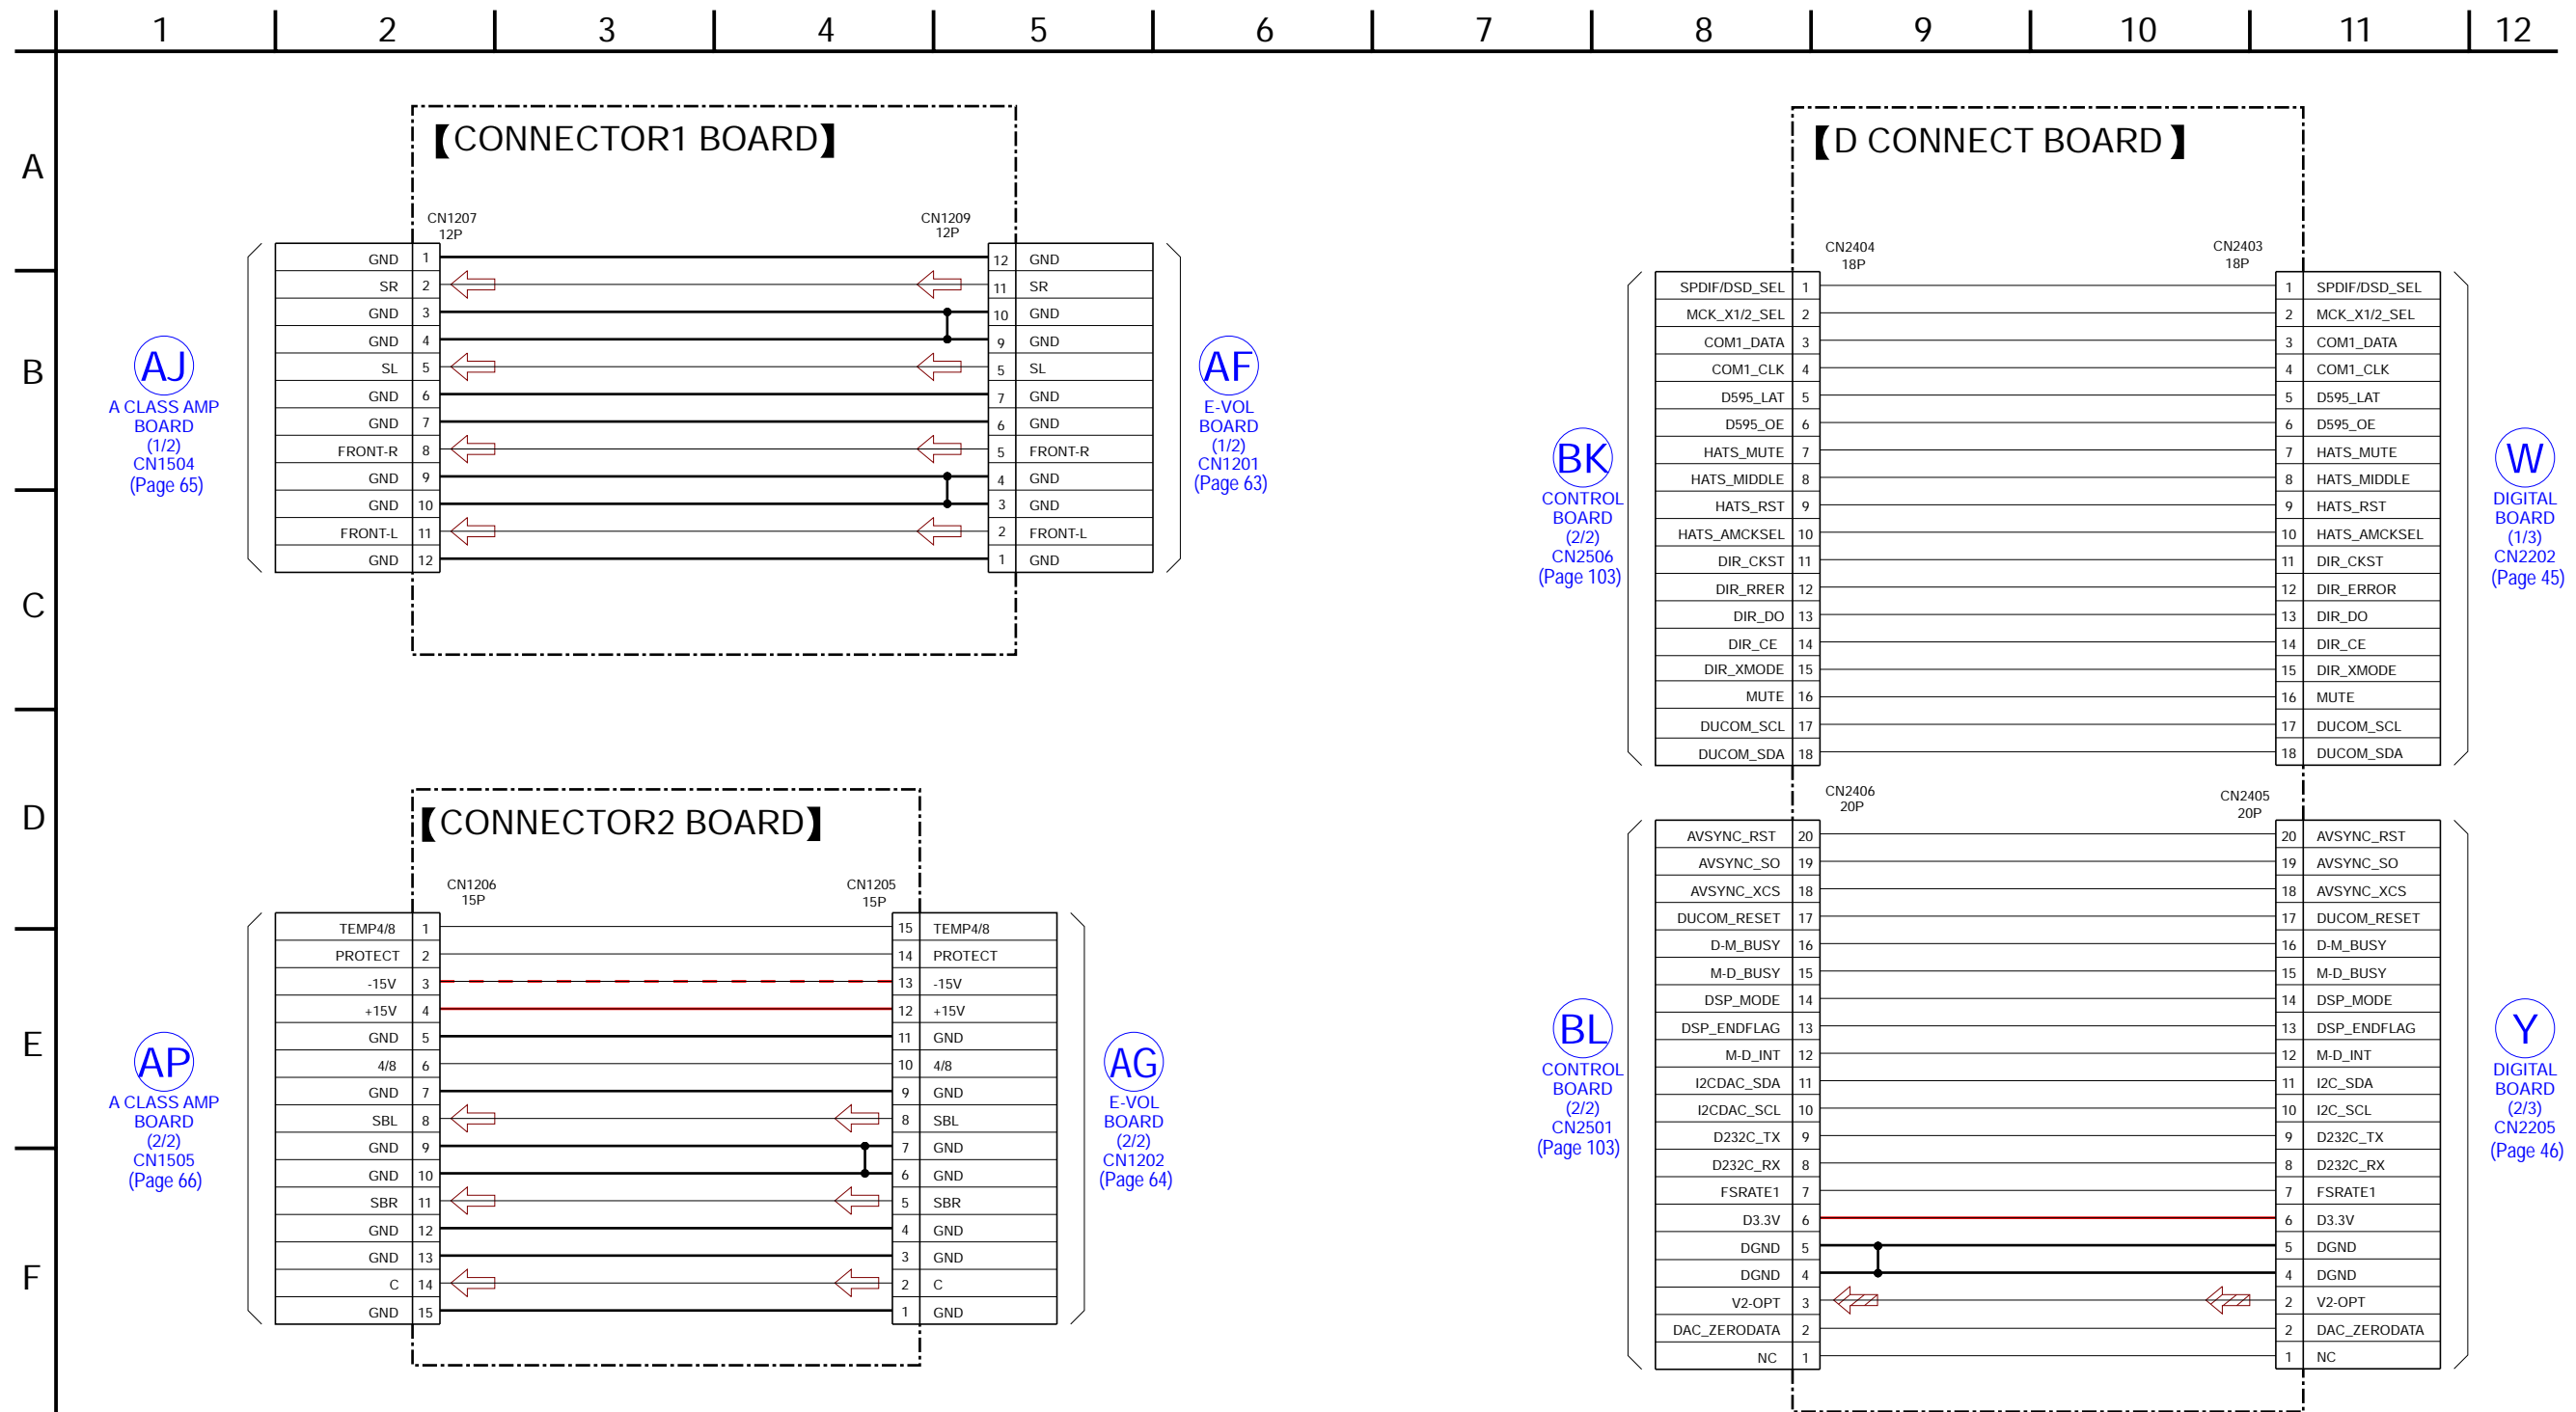 1 2 3 4 5 6 7 8 9 10 11 12
A
B
C
D
E
F
【CONNECTOR1 BOARD】
CN1207
12P
CN1209
12P
GND 1 12 GND
SR 2 11 SR
GND 3 10 GND
GND 4 9 GND
SL 5 5 SL
GND 6 7 GND
GND 7 6 GND
FRONT-R 8 5 FRONT-R
GND 9 4 GND
GND 10 3 GND
FRONT-L 11 2 FRONT-L
GND 12 1 GND
AJ
A CLASS AMP
BOARD
(1/2)
CN1504
(Page 65)
AF
E-VOL
BOARD
(1/2)
CN1201
(Page 63)
【CONNECTOR2 BOARD】
CN1206
15P
CN1205
15P
TEMP4/8 1 15 TEMP4/8
PROTECT 2 14 PROTECT
-15V 3 13 -15V
+15V 4 12 +15V
GND 5 11 GND
4/8 6 10 4/8
GND 7 9 GND
SBL 8 8 SBL
GND 9 7 GND
GND 10 6 GND
SBR 11 5 SBR
GND 12 4 GND
GND 13 3 GND
C 14 2 C
GND 15 1 GND
AP
A CLASS AMP
BOARD
(2/2)
CN1505
(Page 66)
AG
E-VOL
BOARD
(2/2)
CN1202
(Page 64)
【D CONNECT BOARD】
CN2404
18P
CN2403
18P
SPDIF/DSD_SEL 1 1 SPDIF/DSD_SEL
MCK_X1/2_SEL 2 2 MCK_X1/2_SEL
COM1_DATA 3 3 COM1_DATA
COM1_CLK 4 4 COM1_CLK
D595_LAT 5 5 D595_LAT
D595_OE 6 6 D595_OE
HATS_MUTE 7 7 HATS_MUTE
HATS_MIDDLE 8 8 HATS_MIDDLE
HATS_RST 9 9 HATS_RST
HATS_AMCKSEL 10 10 HATS_AMCKSEL
DIR_CKST 11 11 DIR_CKST
DIR_RRER 12 12 DIR_ERROR
DIR_DO 13 13 DIR_DO
DIR_CE 14 14 DIR_CE
DIR_XMODE 15 15 DIR_XMODE
MUTE 16 16 MUTE
DUCOM_SCL 17 17 DUCOM_SCL
DUCOM_SDA 18 18 DUCOM_SDA
BK
CONTROL
BOARD
(2/2)
CN2506
(Page 103)
W
DIGITAL
BOARD
(1/3)
CN2202
(Page 45)
CN2406
20P
CN2405
20P
AVSYNC_RST 20 20 AVSYNC_RST
AVSYNC_SO 19 19 AVSYNC_SO
AVSYNC_XCS 18 18 AVSYNC_XCS
DUCOM_RESET 17 17 DUCOM_RESET
D-M_BUSY 16 16 D-M_BUSY
M-D_BUSY 15 15 M-D_BUSY
DSP_MODE 14 14 DSP_MODE
DSP_ENDFLAG 13 13 DSP_ENDFLAG
M-D_INT 12 12 M-D_INT
I2CDAC_SDA 11 11 I2C_SDA
I2CDAC_SCL 10 10 I2C_SCL
D232C_TX 9 9 D232C_TX
D232C_RX 8 8 D232C_RX
FSRATE1 7 7 FSRATE1
D3.3V 6 6 D3.3V
DGND 5 5 DGND
DGND 4 4 DGND
V2-OPT 3 2 V2-OPT
DAC_ZERODATA 2 2 DAC_ZERODATA
NC 1 1 NC
BL
CONTROL
BOARD
(2/2)
CN2501
(Page 103)
Y
DIGITAL
BOARD
(2/3)
CN2205
(Page 46)